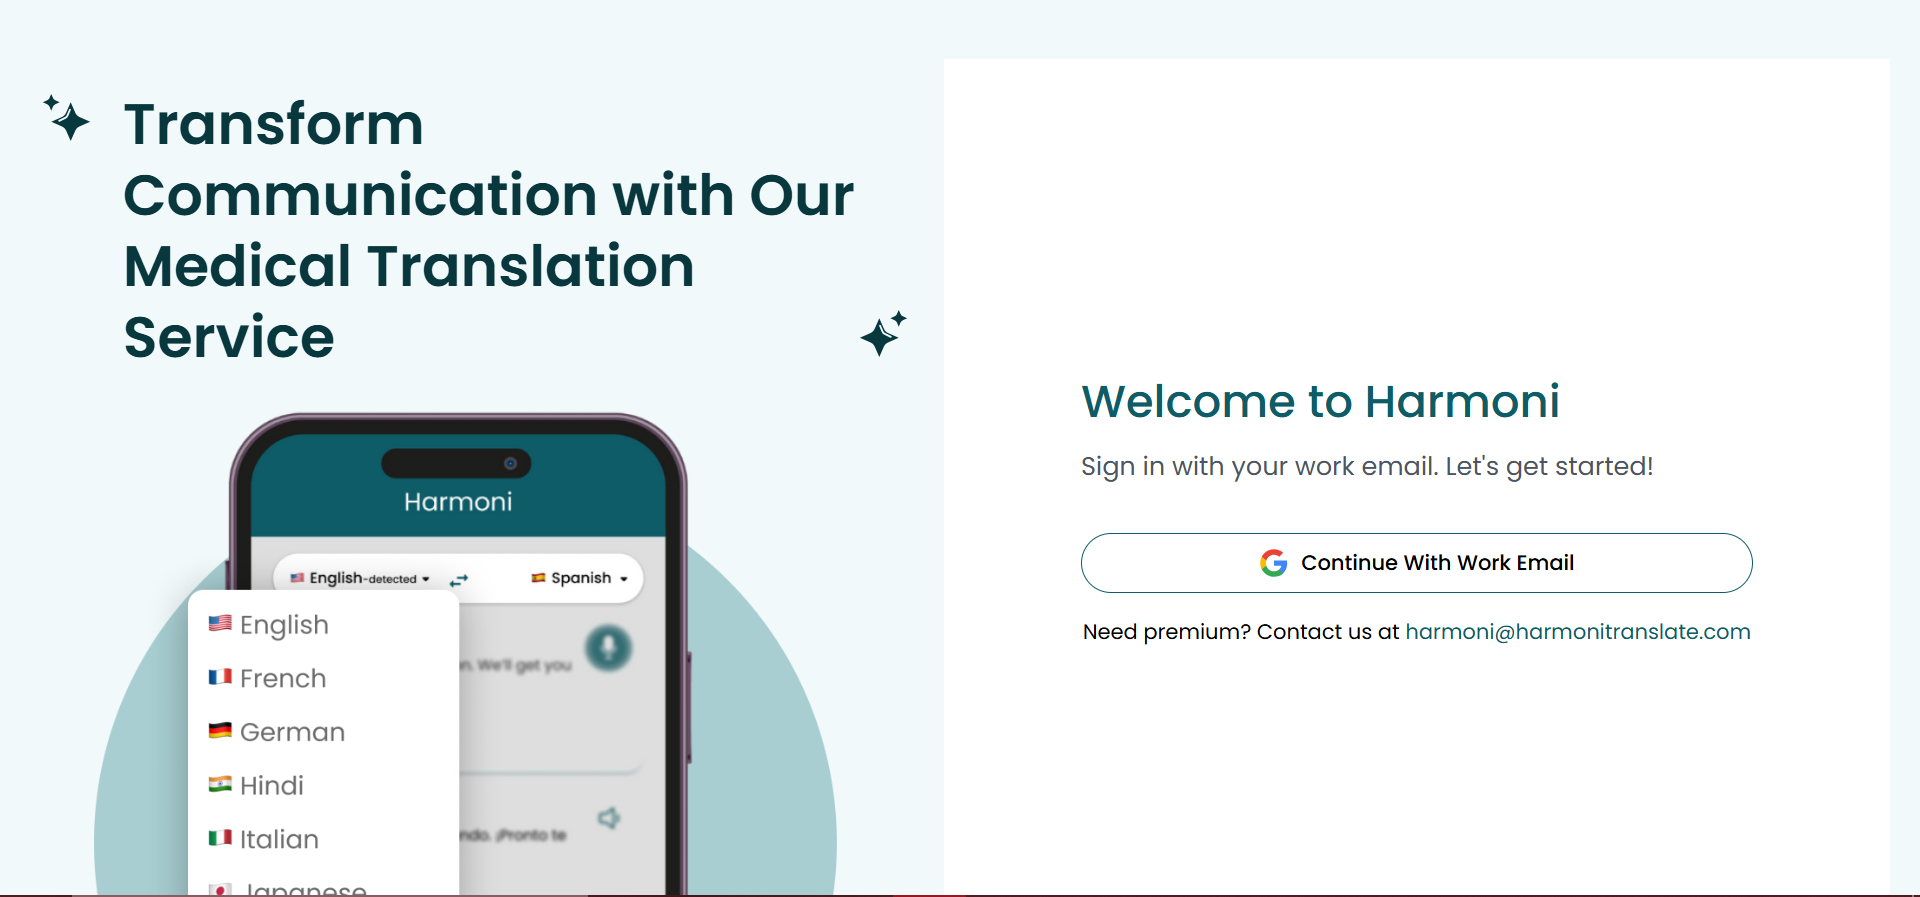 Transform
Communication with Our
Medical Translation
Service
Harmoni
English-detected
Spanish
English
French
German
Hindi
Italian
Japanese
n. We'll get you
ndo. ¡Pronto te
Welcome to Harmoni
Sign in with your work email. Let's get started!
Continue With Work Email
Need premium? Contact us at harmoni@harmonitranslate.com